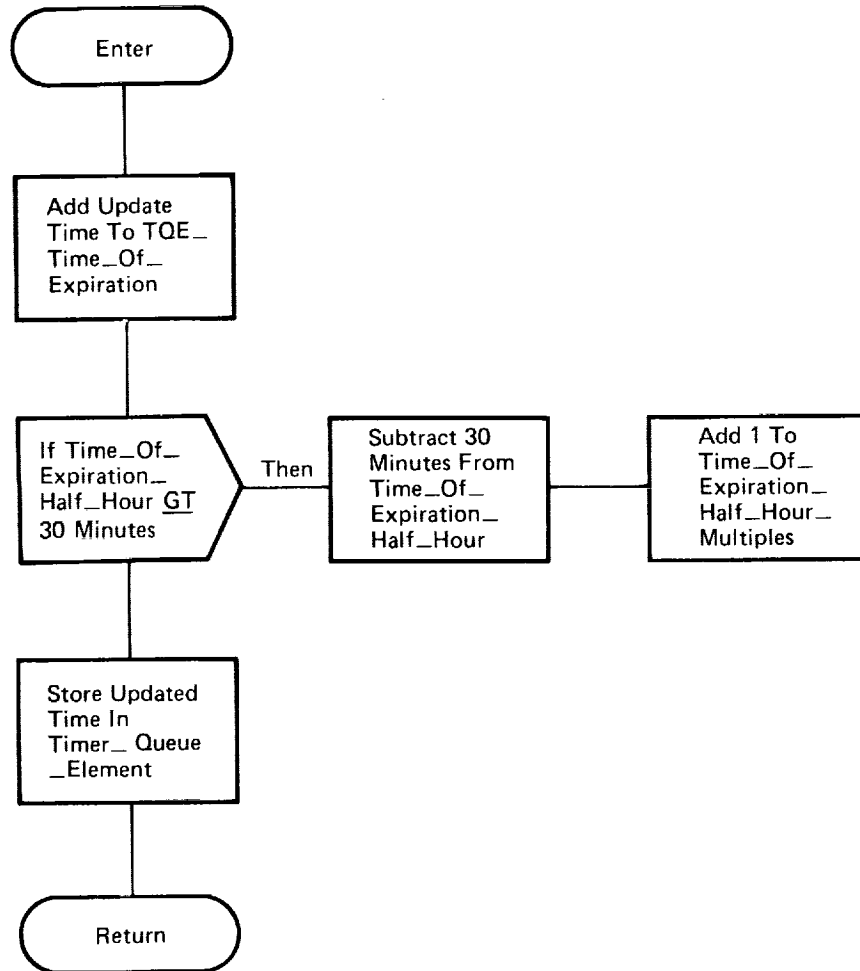 Enter
Add Update
Time To TQE_
Time_Of_
Expiration
If Time_Of_
Expiration_
Half_Hour GT
30 Minutes
Then
Subtract 30
Minutes From
Time_Of_
Expiration_
Half_Hour
Add 1 To
Time_Of_
Expiration_
Half_Hour_
Multiples
Store Updated
Time In
Timer_ Queue
_Element
Return